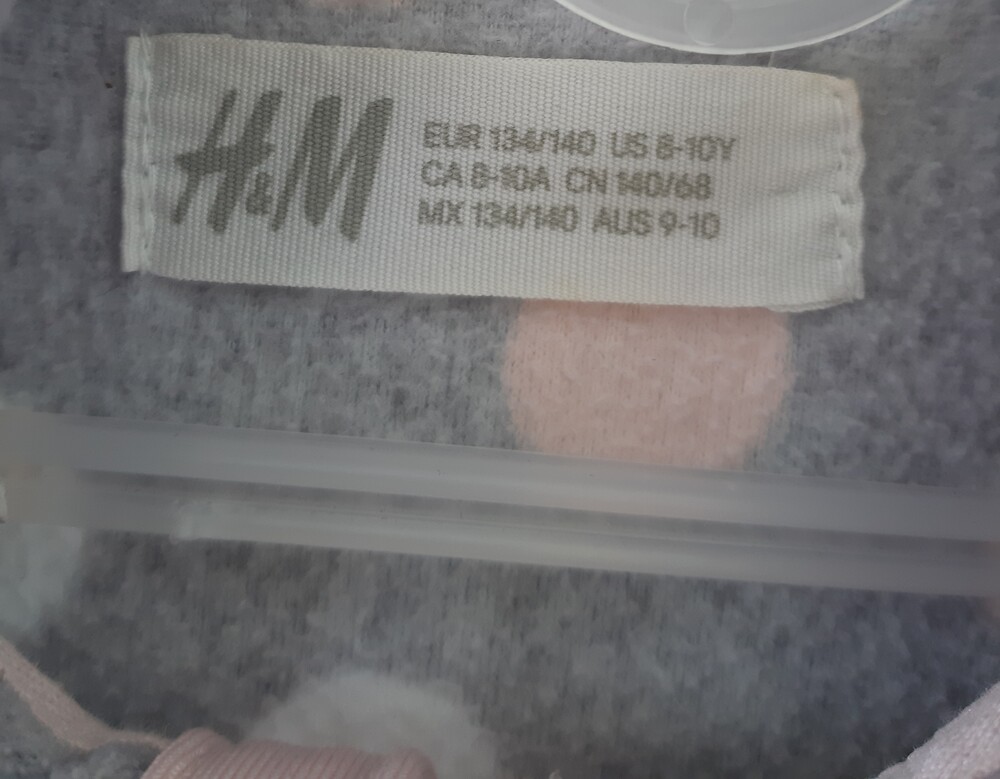 H&M
EUR 134/140 US 8-10Y
CA 8-10A CN 140/68
MX 134/140 AUS 9-10